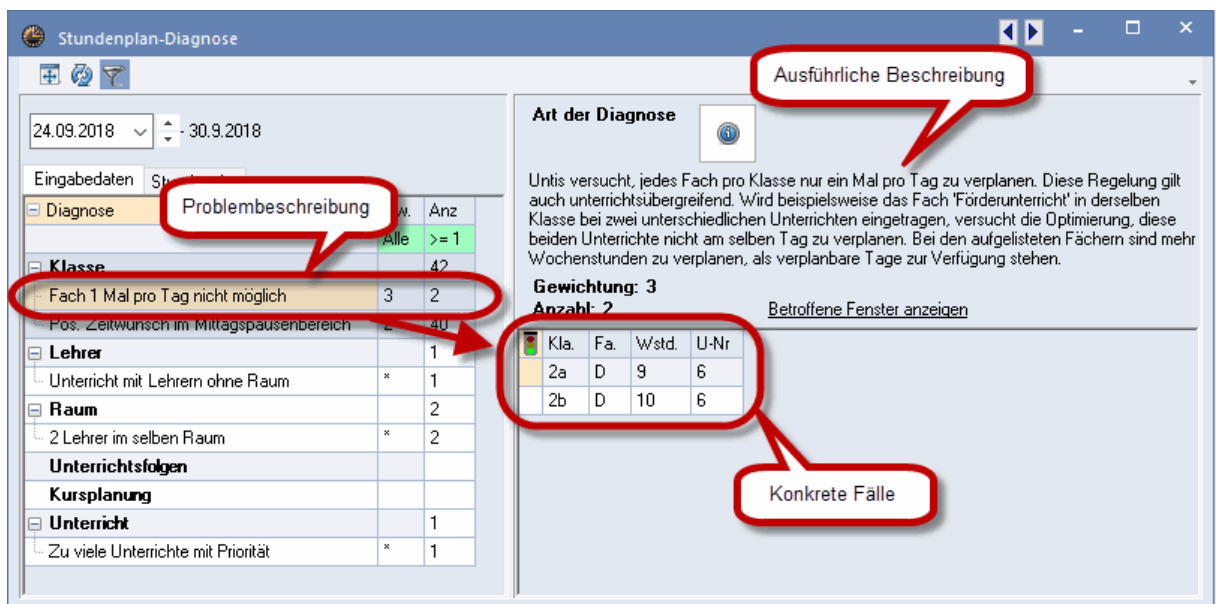 Stundenplan-Diagnose
Ausführliche Beschreibung
24.09.2018 - 30.9.2018
Eingabedaten
Problembeschreibung
Diagnose Anz
Alle >= 1
Klasse 42
Fach 1 Mal pro Tag nicht möglich 3 2
Pos. Zeitwunsch im Mittagspausenbereich 2 40
Lehrer 1
Unterricht mit Lehrern ohne Raum * 1
Raum 2
2 Lehrer im selben Raum * 2
Unterrichtsfolgen
Kursplanung
Unterricht 1
Zu viele Unterrichte mit Priorität * 1
Art der Diagnose
Untis versucht, jedes Fach pro Klasse nur ein Mal pro Tag zu verplanen. Diese Regelung gilt
auch unterrichtsübergreifend. Wird beispielsweise das Fach 'Förderunterricht' in derselben
Klasse bei zwei unterschiedlichen Unterrichten eingetragen, versucht die Optimierung, diese
beiden Unterrichte nicht am selben Tag zu verplanen. Bei den aufgelisteten Fächern sind mehr
Wochenstunden zu verplanen, als verplanbare Tage zur Verfügung stehen.
Gewichtung: 3
Anzahl: 2 Betroffene Fenster anzeigen
Kla. Fa. Wstd. U-Nr
2a D 9 6
2b D 10 6
Konkrete Fälle